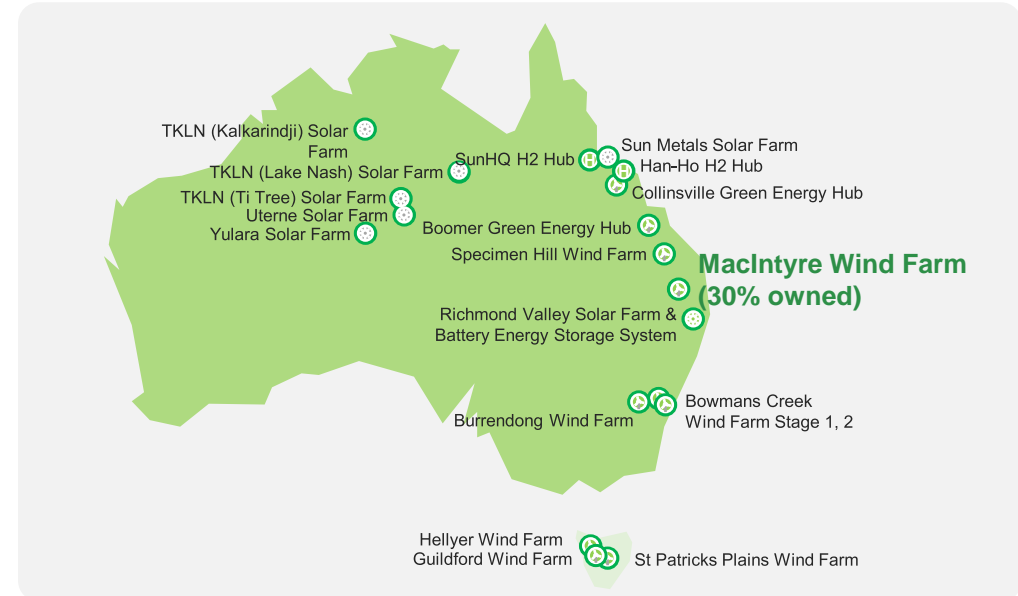 TKLN (Kalkarindji) Solar
Farm
TKLN (Lake Nash) Solar Farm
TKLN (Ti Tree) Solar Farm
Uterne Solar Farm
Yulara Solar Farm
SunHQ H2 Hub
Sun Metals Solar Farm
Han-Ho H2 Hub
Collinsville Green Energy Hub
Boomer Green Energy Hub
Specimen Hill Wind Farm
MacIntyre Wind Farm
(30% owned)
Richmond Valley Solar Farm &
Battery Energy Storage System
Burrendong Wind Farm
Bowmans Creek
Wind Farm Stage 1, 2
Hellyer Wind Farm
Guildford Wind Farm
St Patricks Plains Wind Farm